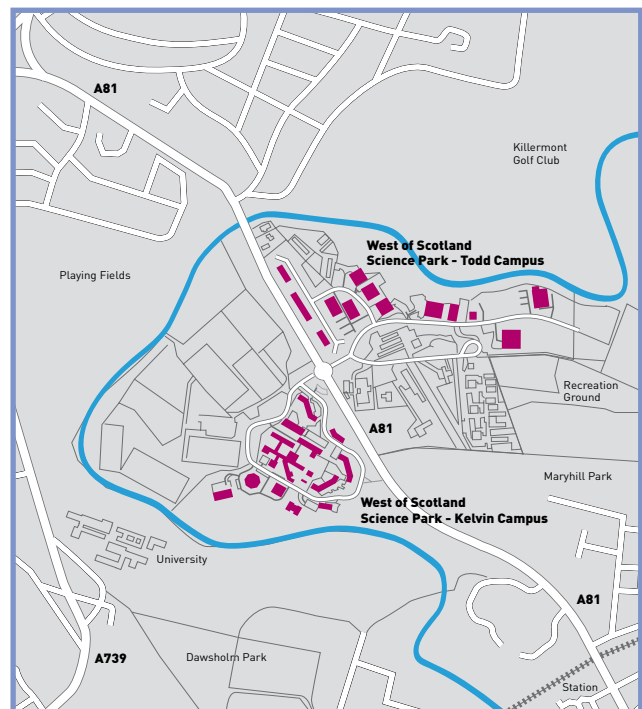 A81
Killermont
Golf Club
West of Scotland
Science Park - Todd Campus
Playing Fields
Recreation
Ground
A81
Maryhill Park
West of Scotland
Science Park - Kelvin Campus
University
A81
A739
Dawsholm Park
Station